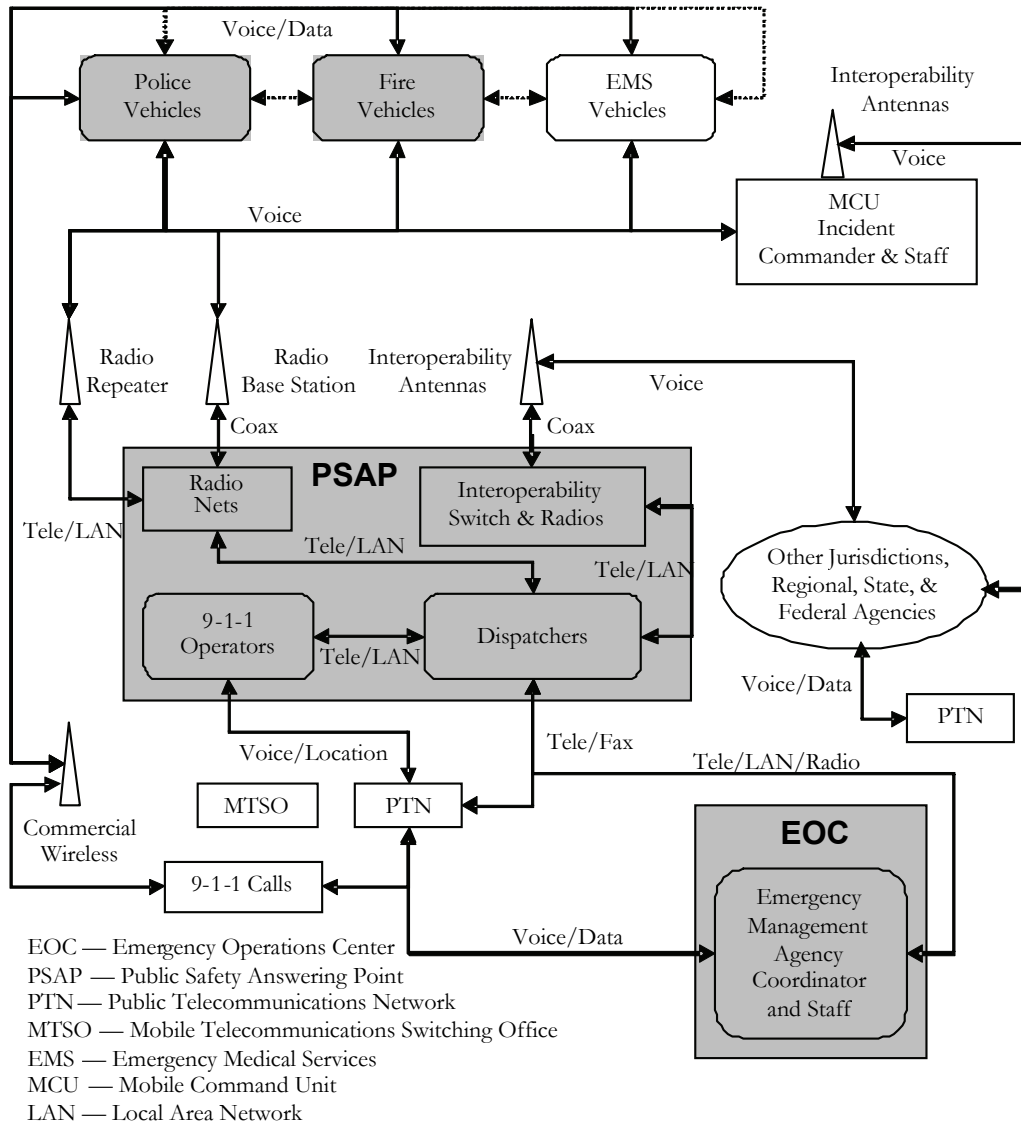 Voice/Data
Police
Vehicles
Fire
Vehicles
EMS
Vehicles
Interoperability
Antennas
Voice
MCU
Incident
Commander & Staff
Voice
Radio
Repeater
Radio
Base Station
Interoperability
Antennas
Voice
Coax
Coax
PSAP
Radio
Nets
Interoperability
Switch & Radios
Tele/LAN
Tele/LAN
Tele/LAN
Other Jurisdictions,
Regional, State, &
Federal Agencies
9-1-1
Operators
Tele/LAN
Dispatchers
Voice/Data
PTN
Voice/Location
Tele/Fax
Tele/LAN/Radio
MTSO
PTN
Commercial
Wireless
9-1-1 Calls
EOC
Emergency
Management
Agency
Coordinator
and Staff
Voice/Data
EOC — Emergency Operations Center
PSAP — Public Safety Answering Point
PTN — Public Telecommunications Network
MTSO — Mobile Telecommunications Switching Office
EMS — Emergency Medical Services
MCU — Mobile Command Unit
LAN — Local Area Network